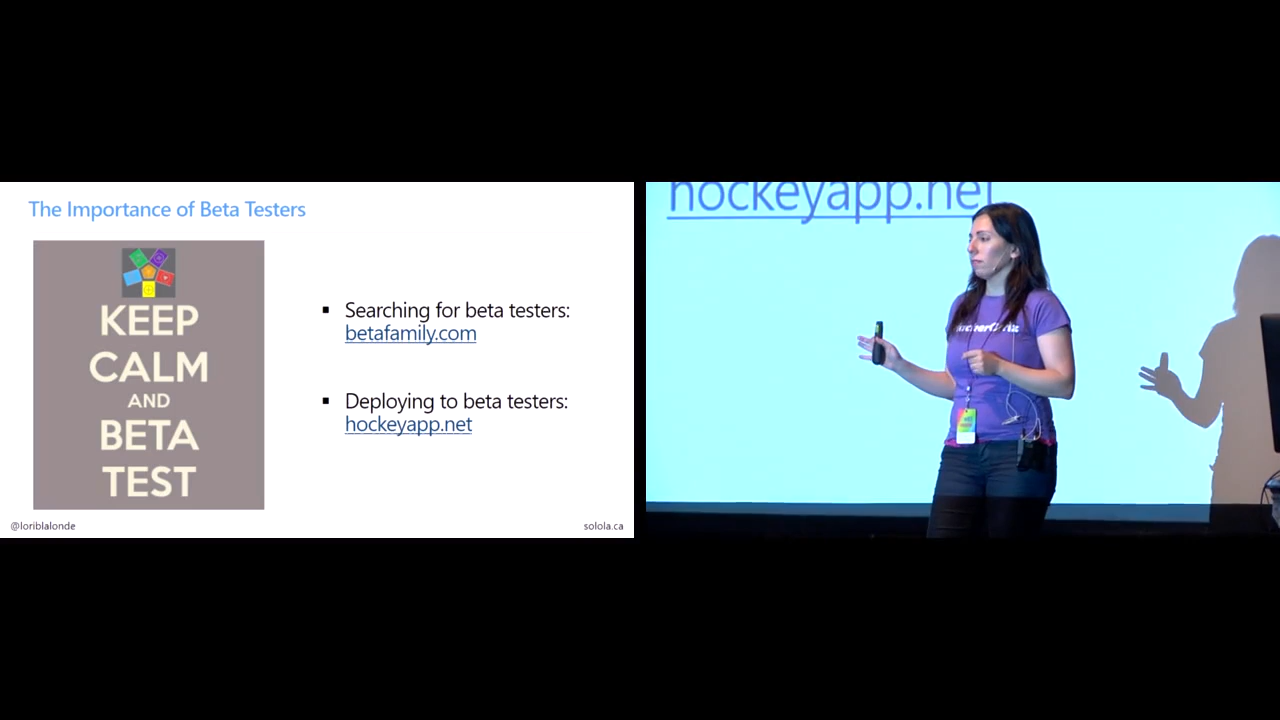 The Importance of Beta Testers
KEEP
CALM
AND
BETA
TEST
▪ Searching for beta testers:
betafamily.com
▪ Deploying to beta testers:
hockeyapp.net
@loriblalonde
solola.ca
hockeyapp.net